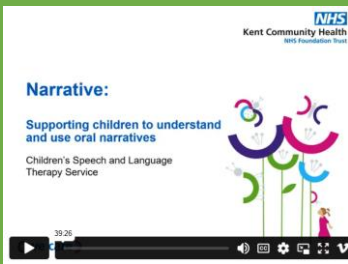 NHS
Kent Community Health
NHS Foundation Trust
Narrative:
Supporting children to understand
and use oral narratives
Children's Speech and Language
Therapy Service
39:26